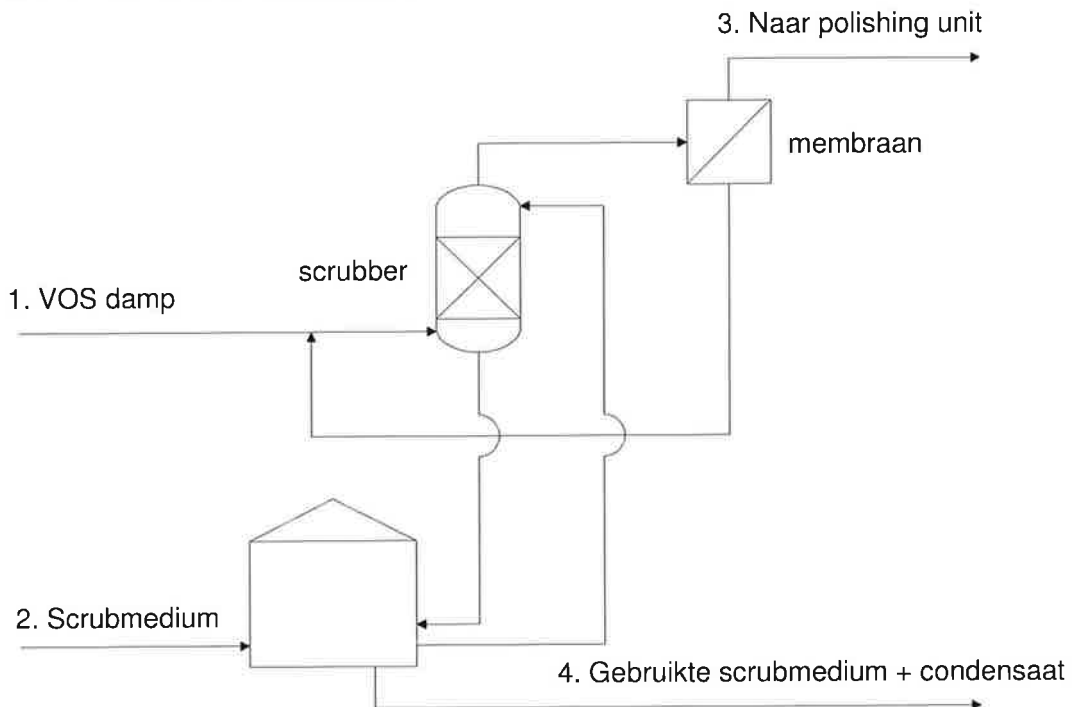 3. Naar polishing unit
membraan
scrubber
1. VOS damp
2. Scrubmedium
4. Gebruikte scrubmedium + condensaat